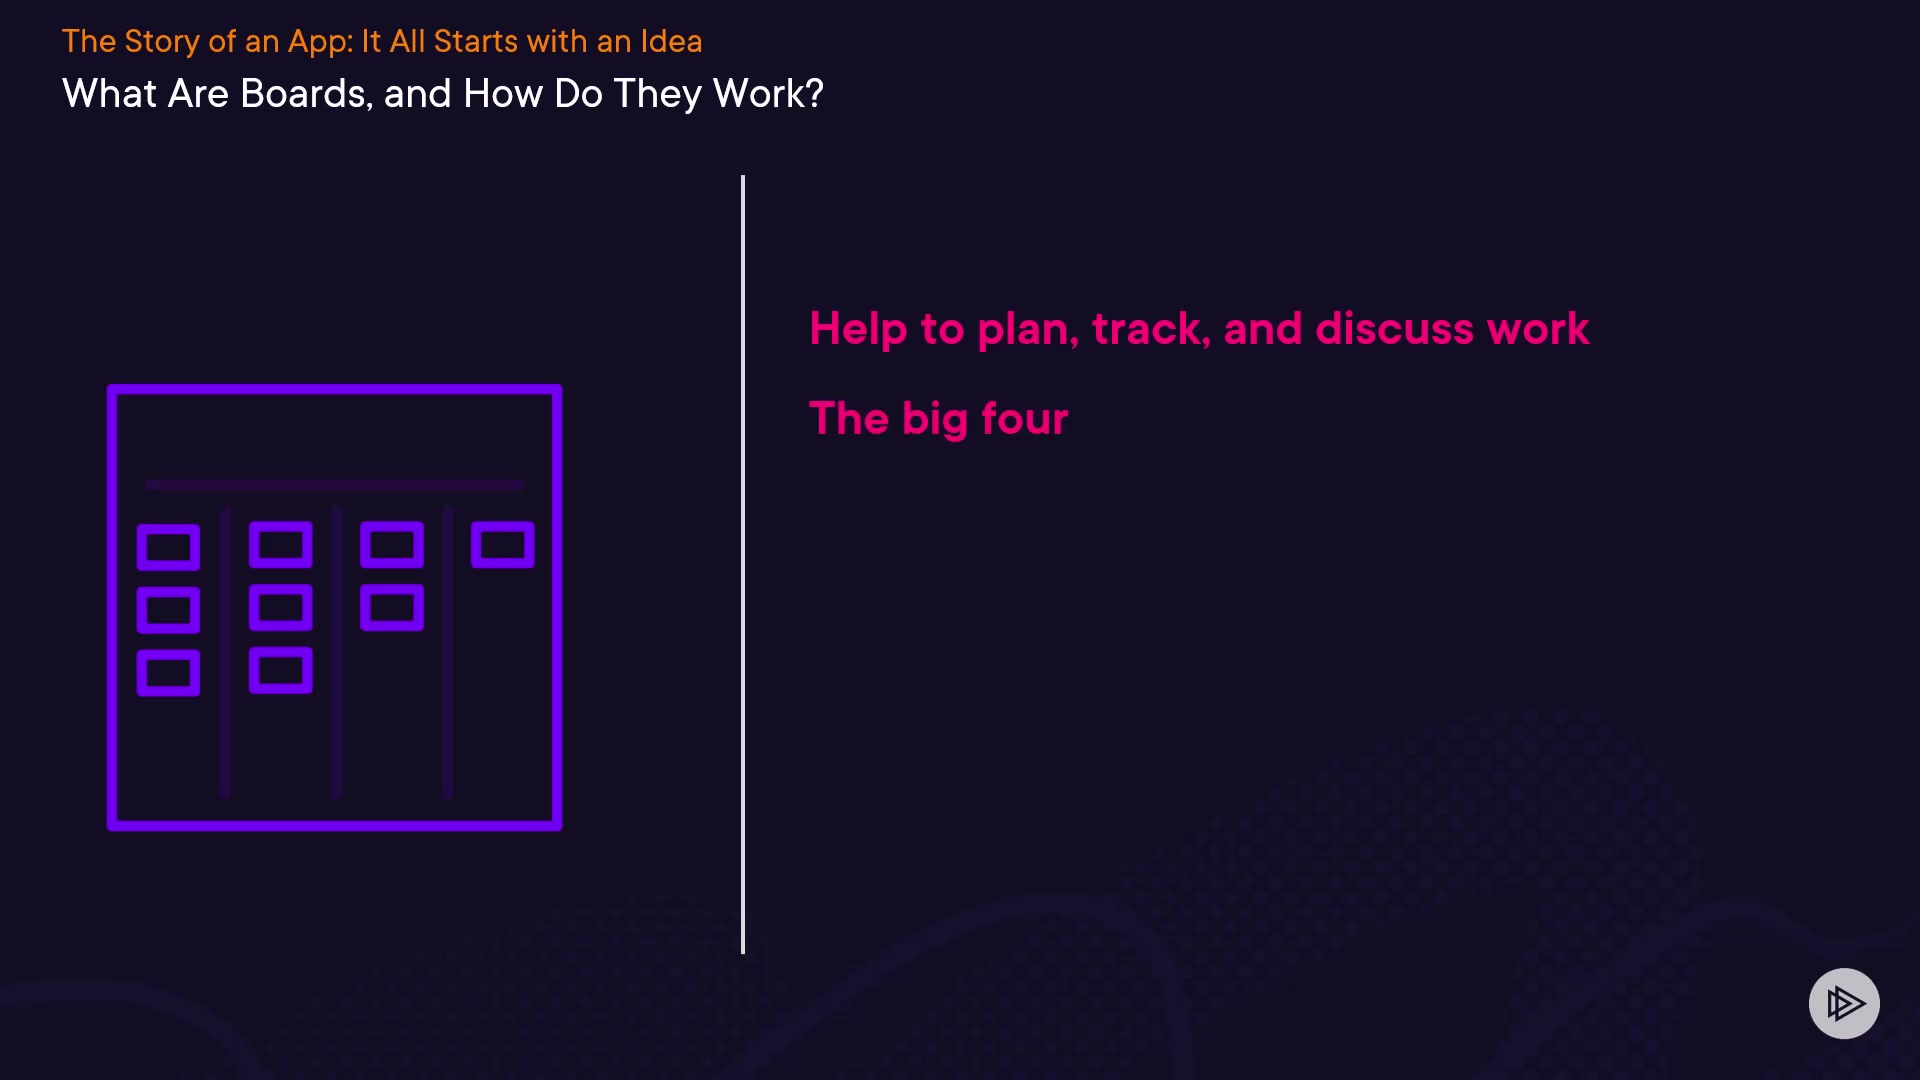 The Story of an App: It All Starts with an Idea
What Are Boards, and How Do They Work?
Help to plan, track, and discuss work
The big four